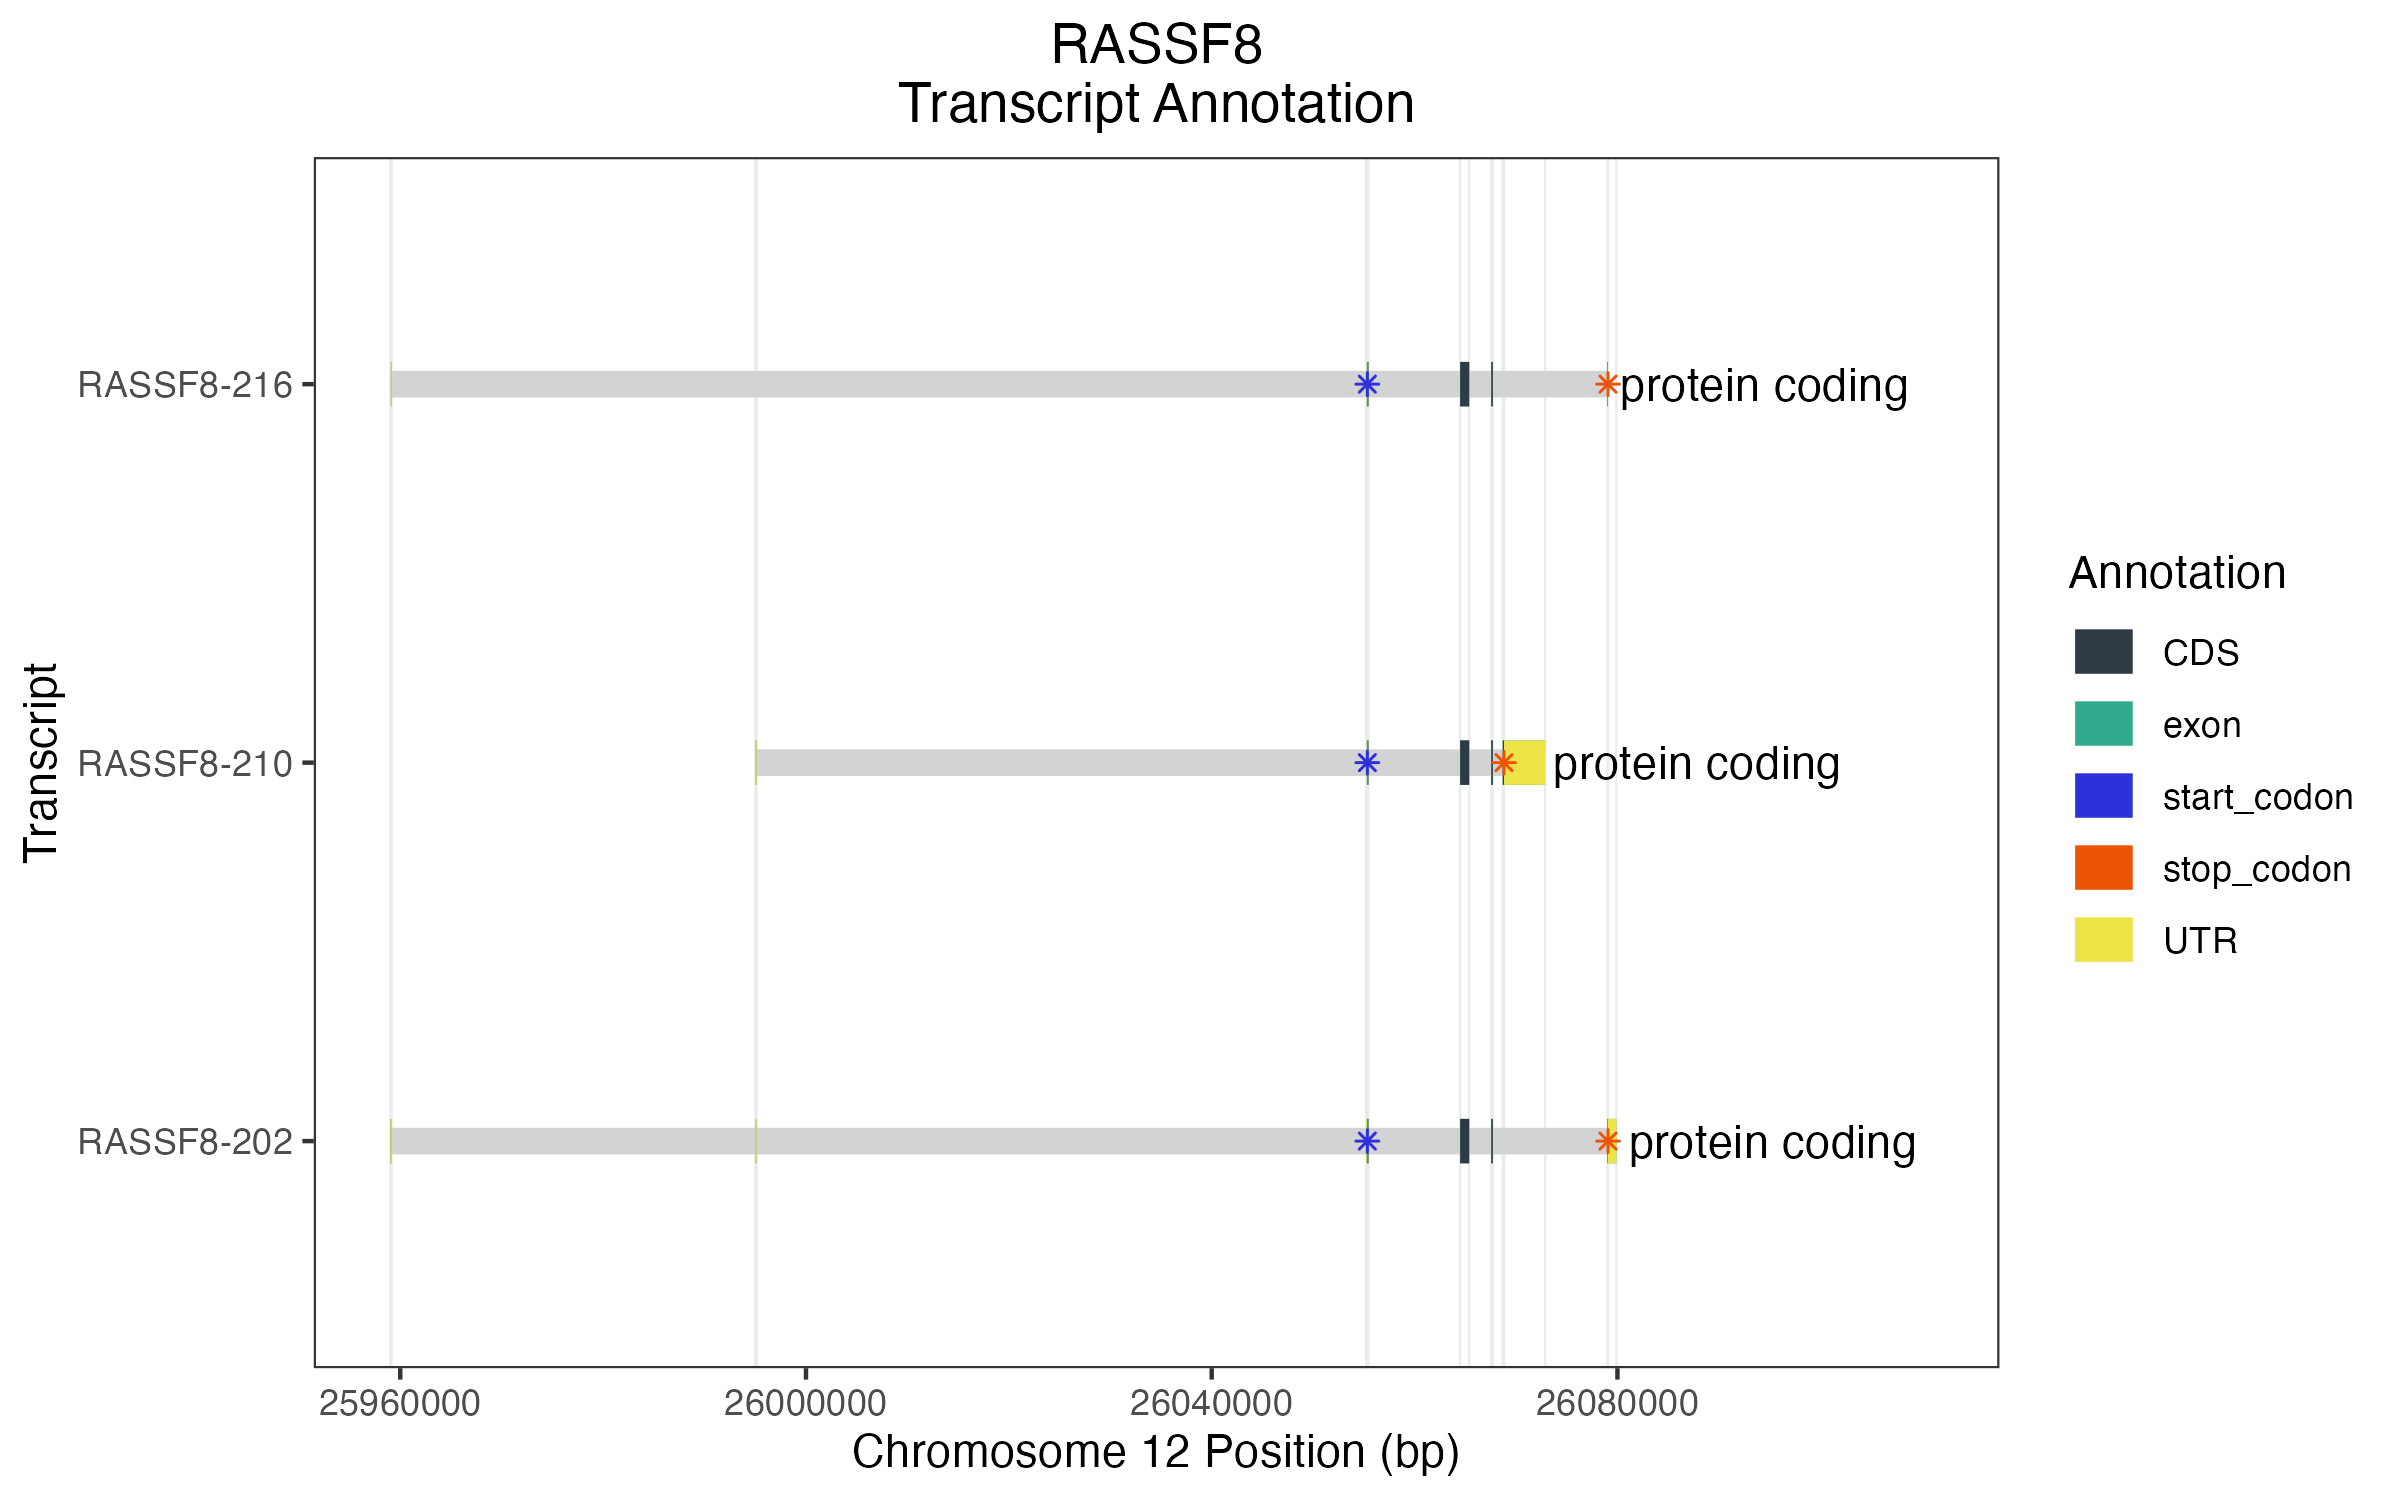 RASSF8
Transcript Annotation
Transcript
RASSF8-216
protein coding
RASSF8-210
protein coding
RASSF8-202
protein coding
25960000
26000000
26040000
26080000
Chromosome 12 Position (bp)
Annotation
CDS
exon
start_codon
stop_codon
UTR